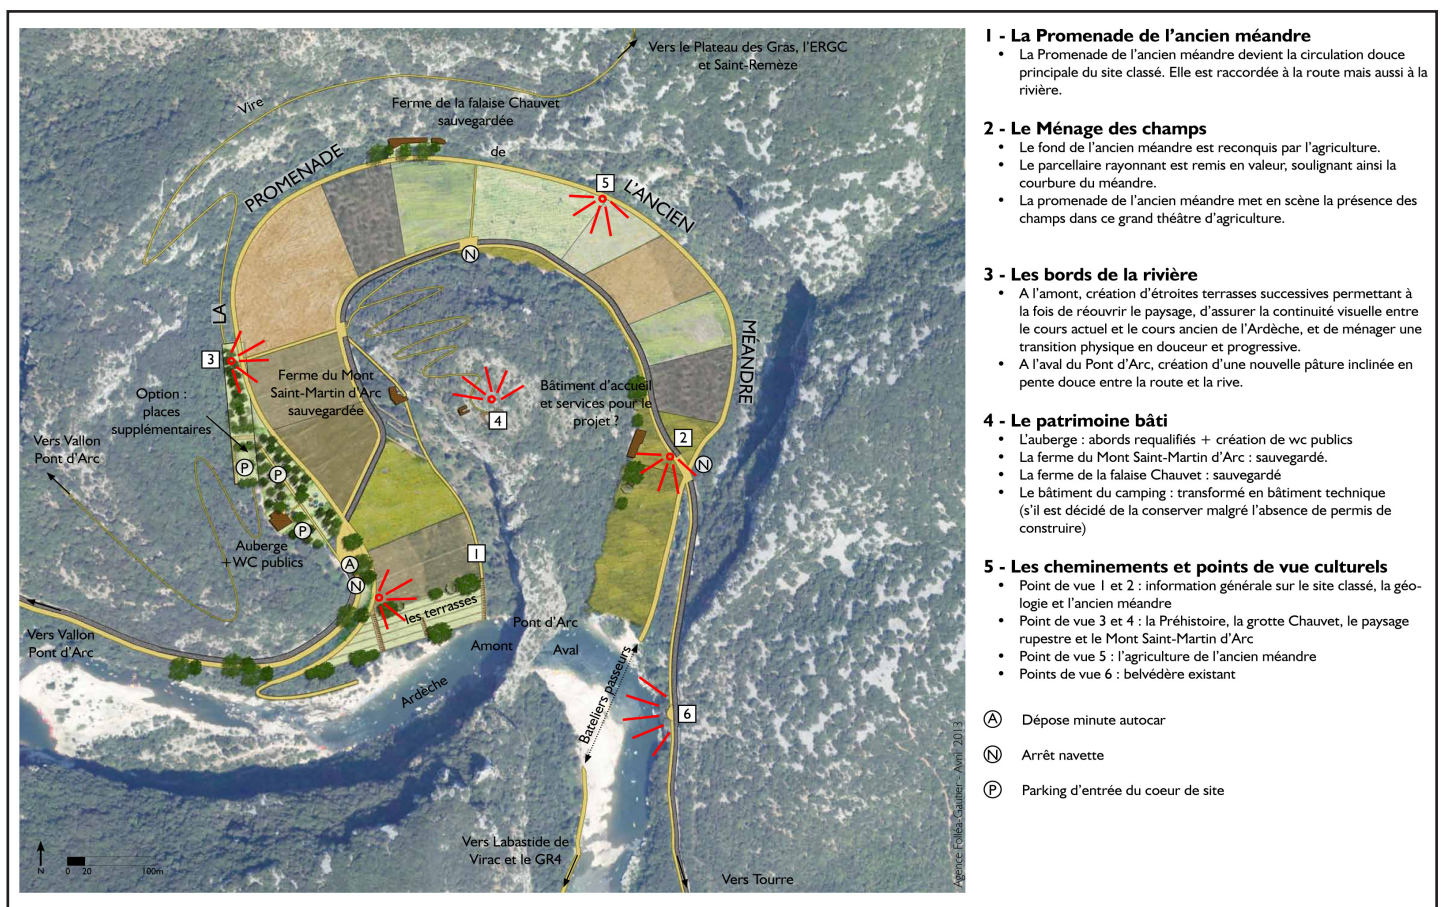 Vers le Plateau des Gras, l'ERGC
et Saint-Remèze
Vire
Ferme de la falaise Chauvet
sauvegardée
LA
PROMENADE
de
L'ANCIEN
MÉANDRE
5
N
3
Option :
places
supplémentaires
Ferme du Mont
Saint-Martin d'Arc
sauvegardée
4
Bâtiment d'accueil
et services pour le
projet ?
2
N
Vers Vallon
Pont d'Arc
P
P
P
Auberge
+WC publics
A
N
1
les terrasses
Pont d'Arc
Amont
Aval
Vers Vallon
Pont d'Arc
Ardèche
Bateliers passeurs
6
Vers Labastide de
Virac et le GR4
Vers Tourre
N
0 20 100m
Agence Folléa-Gautier - Avril 2013
1 - La Promenade de l'ancien méandre
• La Promenade de l'ancien méandre devient la circulation douce
principale du site classé. Elle est raccordée à la route mais aussi à la
rivière.
2 - Le Ménage des champs
• Le fond de l'ancien méandre est reconquis par l'agriculture.
• Le parcellaire rayonnant est remis en valeur, soulignant ainsi la
courbure du méandre.
• La promenade de l'ancien méandre met en scène la présence des
champs dans ce grand théâtre d'agriculture.
3 - Les bords de la rivière
• A l'amont, création d'étroites terrasses successives permettant à
la fois de réouvrir le paysage, d'assurer la continuité visuelle entre
le cours actuel et le cours ancien de l'Ardèche, et de ménager une
transition physique en douceur et progressive.
• A l'aval du Pont d'Arc, création d'une nouvelle pâture inclinée en
pente douce entre la route et la rive.
4 - Le patrimoine bâti
• L'auberge : abords requalifiés + création de wc publics
• La ferme du Mont Saint-Martin d'Arc : sauvegardé.
• La ferme de la falaise Chauvet : sauvegardé
• Le bâtiment du camping : transformé en bâtiment technique
(s'il est décidé de la conserver malgré l'absence de permis de
construire)
5 - Les cheminements et points de vue culturels
• Point de vue 1 et 2 : information générale sur le site classé, la géo-
logie et l'ancien méandre
• Point de vue 3 et 4 : la Préhistoire, la grotte Chauvet, le paysage
rupestre et le Mont Saint-Martin d'Arc
• Point de vue 5 : l'agriculture de l'ancien méandre
• Points de vue 6 : belvédère existant
A Dépose minute autocar
N Arrêt navette
P Parking d'entrée du coeur de site